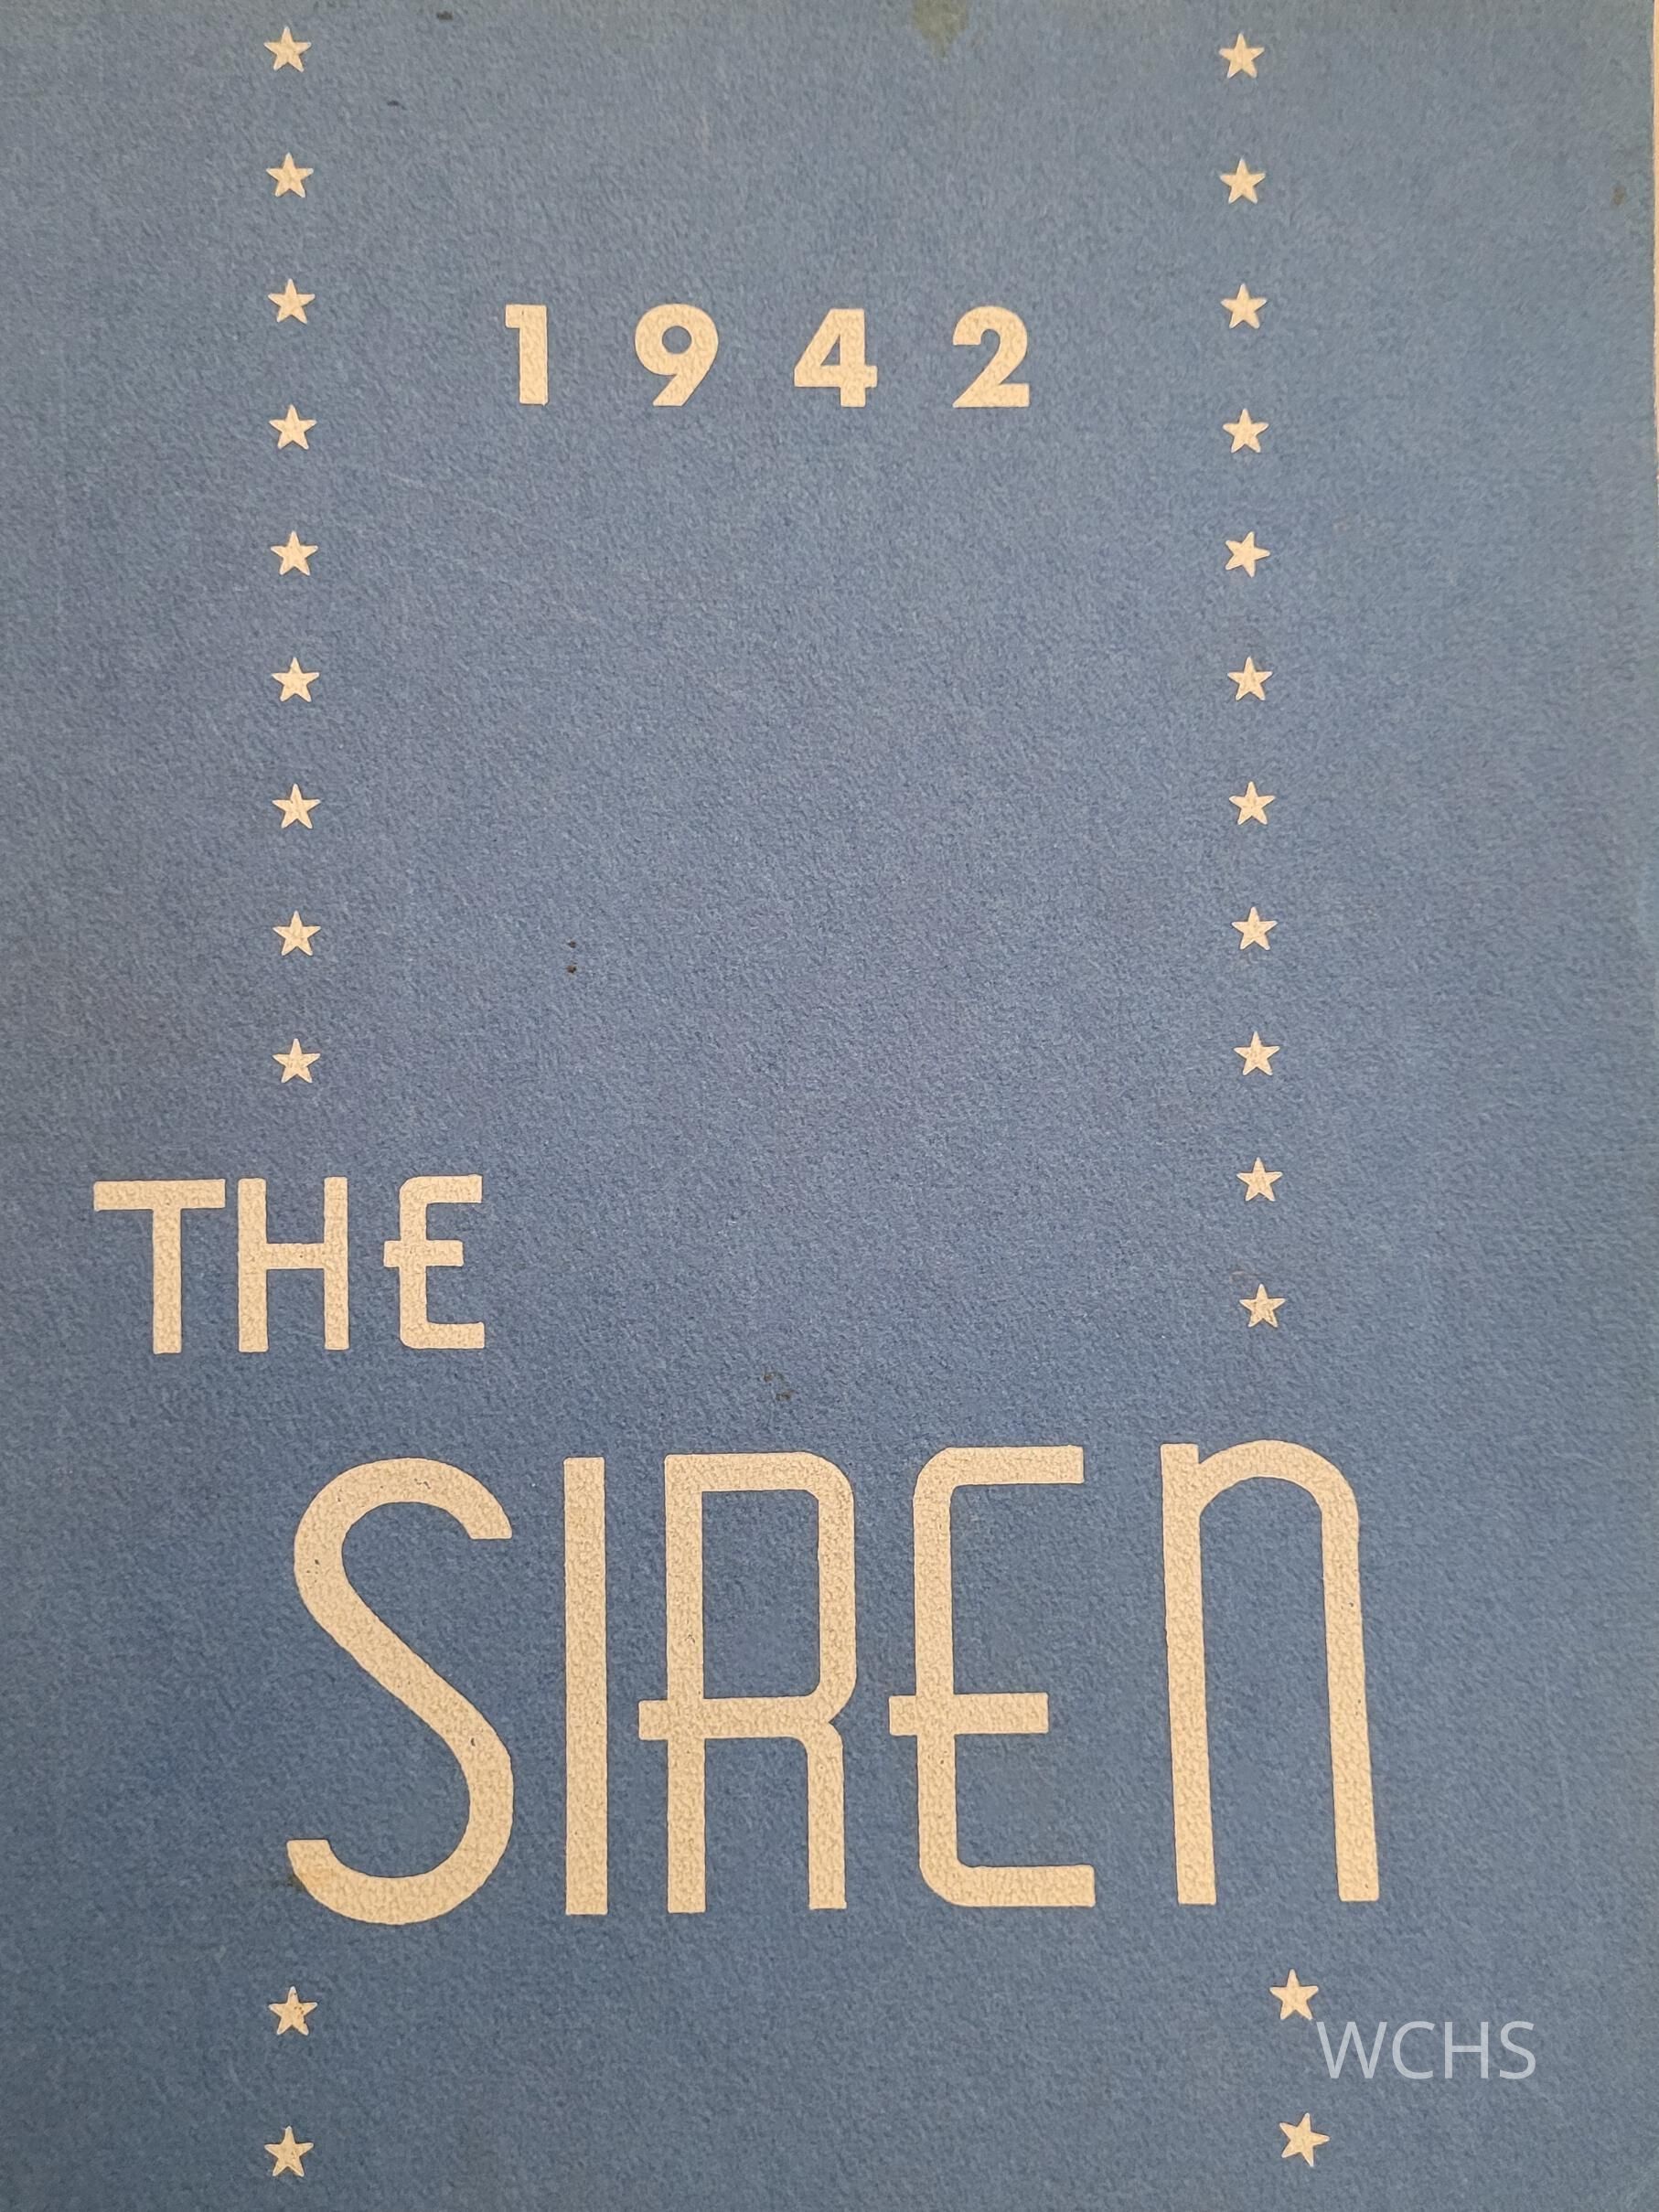 1942
THE
SIREN
WCHS